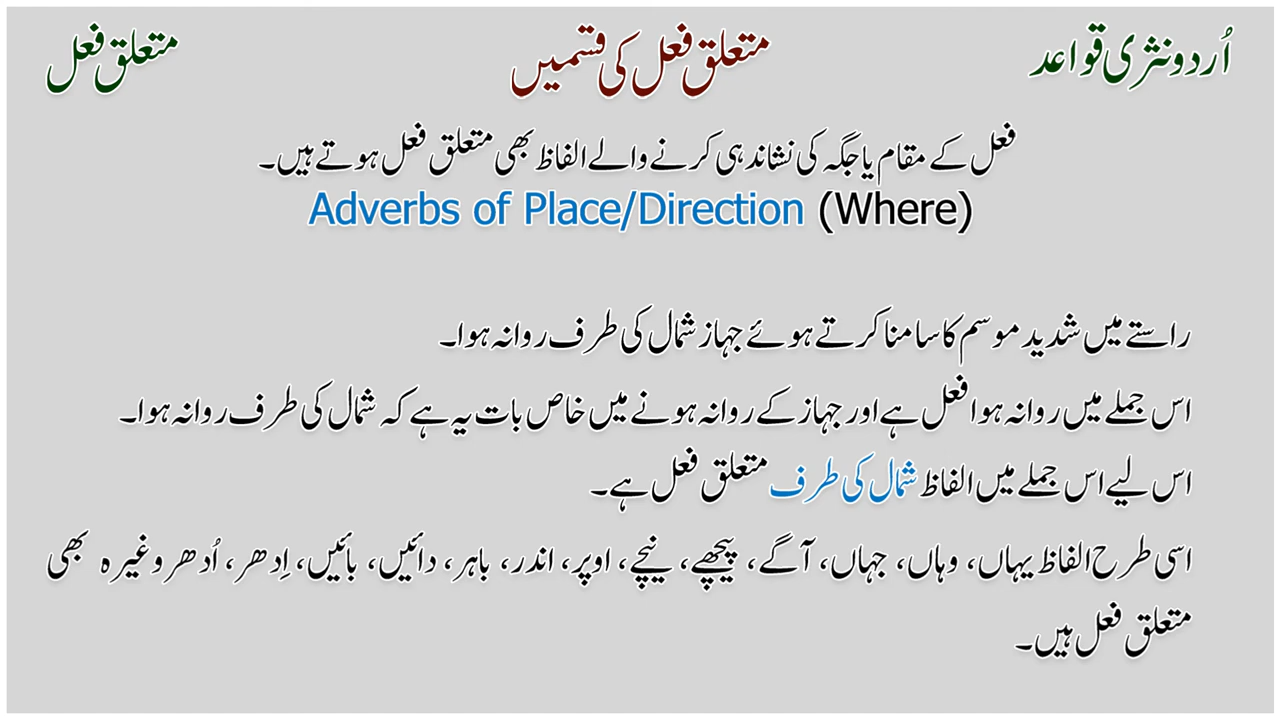 اُردو نثری قواعد
متعلق فعل کی قسمیں
متعلق فعل
فعل کے مقام یا جگہ کی نشاندہی کرنے والے الفاظ بھی متعلق فعل ہوتے ہیں۔
Adverbs of Place/Direction (Where)
راستے میں شدید موسم کا سامنا کرتے ہوئے جہاز شمال کی طرف روانہ ہوا۔
اس جملے میں روانہ ہوا فعل ہے اور جہاز کے روانہ ہونے میں خاص بات یہ ہے کہ شمال کی طرف روانہ ہوا۔
اس لیے اس جملے میں الفاظ شمال کی طرف متعلق فعل ہے۔
اسی طرح الفاظ یہاں، وہاں، جہاں، آگے، پیچھے، نیچے، اوپر، اندر، باہر، دائیں، بائیں، اِدھر، اُدھر وغیرہ بھی
متعلق فعل ہیں۔